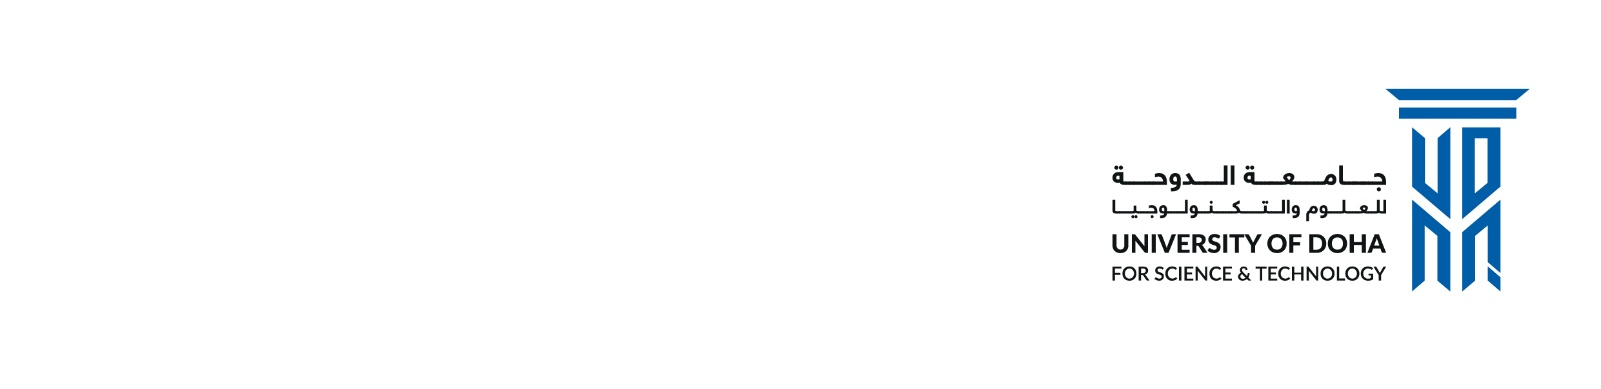 جامعة الدوحة
للعلوم والتكنولوجيا
UNIVERSITY OF DOHA
FOR SCIENCE & TECHNOLOGY